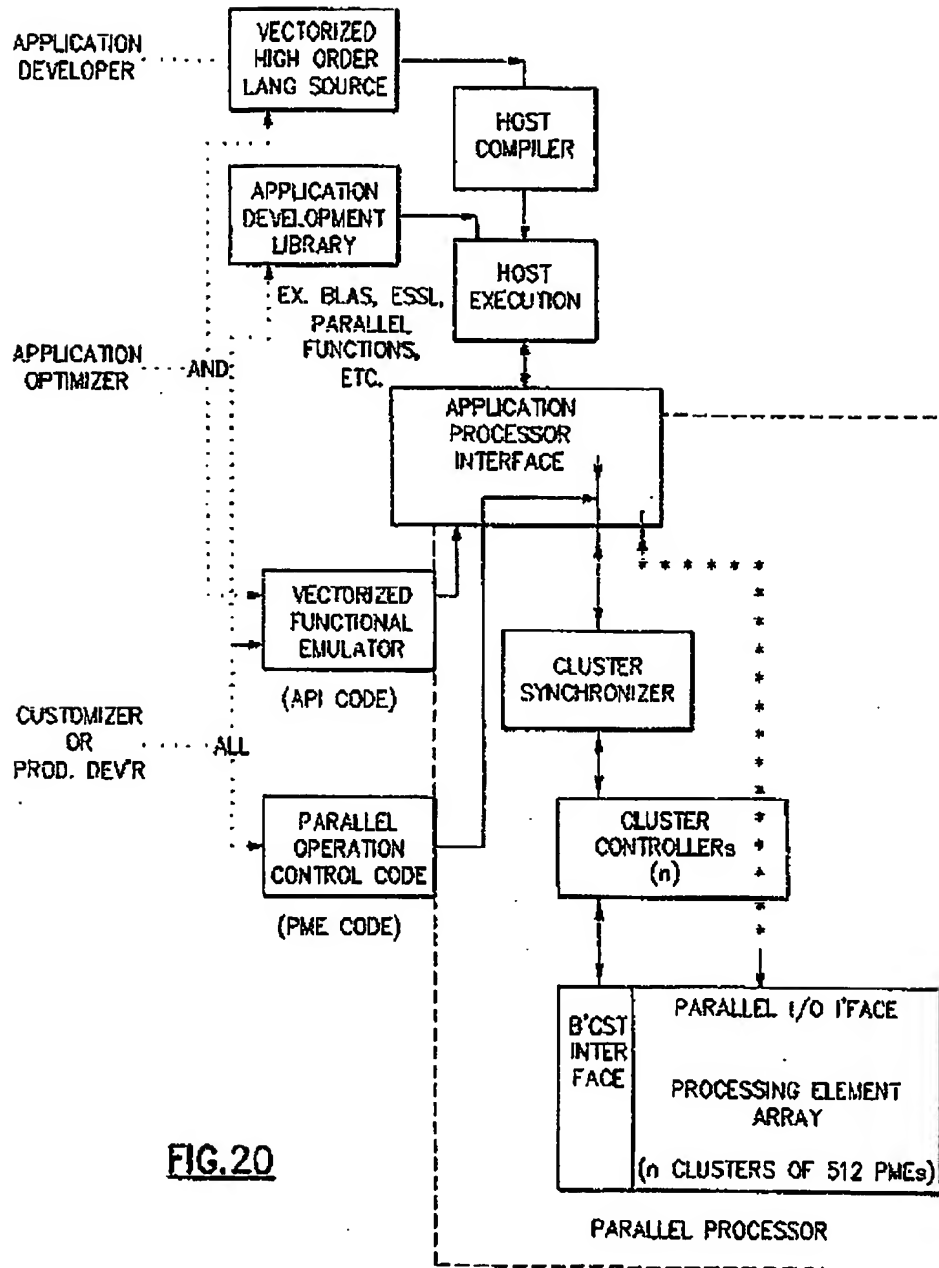 APPLICATION
DEVELOPER
VECTORIZED
HIGH ORDER
LANG SOURCE
HOST
COMPILER
APPLICATION
DEVELOPMENT
LIBRARY
HOST
EXECUTION
EX. BLAS, ESSL,
PARALLEL
FUNCTIONS,
ETC.
APPLICATION
OPTIMIZER
AND
APPLICATION
PROCESSOR
INTERFACE
VECTORIZED
FUNCTIONAL
EMULATOR
(API CODE)
CLUSTER
SYNCHRONIZER
CUSTOMIZER
OR
PROD. DEV'R
ALL
PARALLEL
OPERATION
CONTROL CODE
(PME CODE)
CLUSTER
CONTROLLERs
(n)
B'CST
INTER
FACE
PARALLEL I/O I'FACE
PROCESSING ELEMENT
ARRAY
(n CLUSTERS OF 512 PMEs)
PARALLEL PROCESSOR
FIG.20